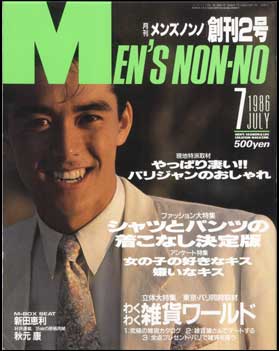 月刊 メンズノンノ 創刊2号
MEN'S NON-NO
7 1986 JULY
500yen
現地特派取材
やっぱり凄い!!
パリジャンのおしゃれ
ファッション大特集
シャツとパンツの
着こなし決定版
アンケート特集
女の子の好きなキス
嫌いなキス
M-BOX SEAT
新田恵利
秋元 康
立体大特集 東京・パリ同時取材
わくわく雑貨ワールド